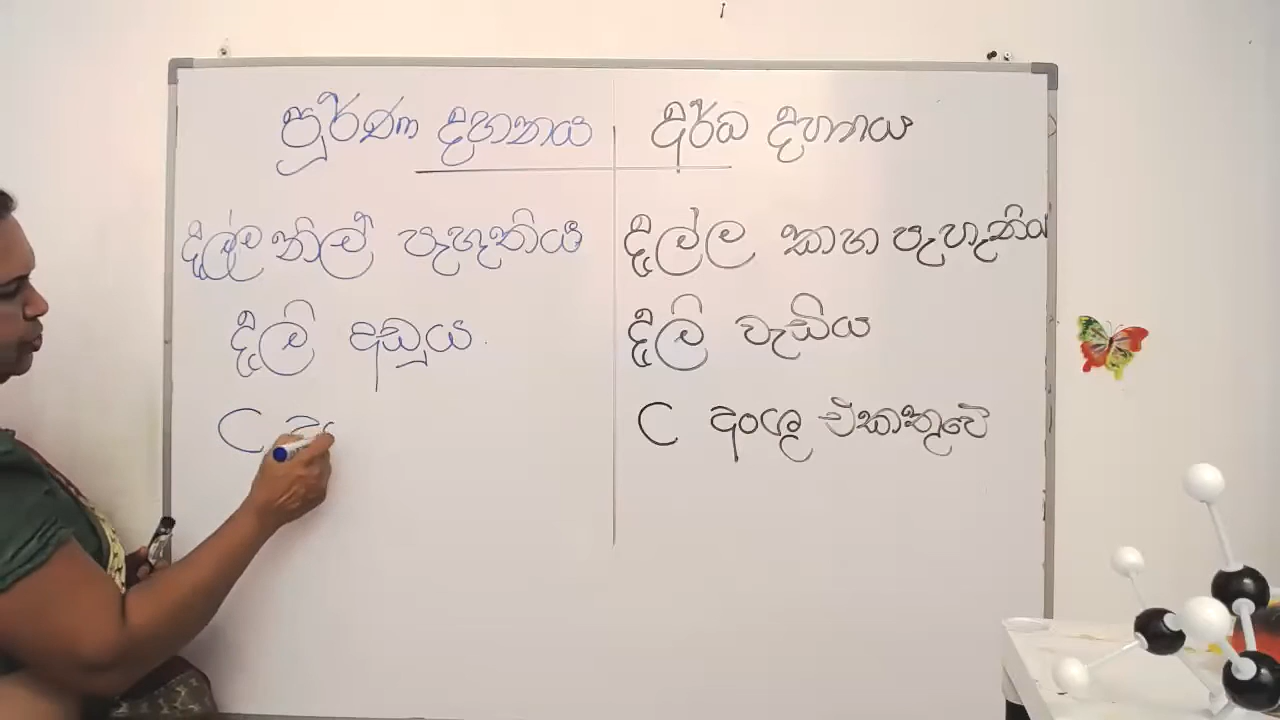 පූර්ණ දහනය
දිල්ල නිල් පැහැතිය
දැලි අඩුය
C අං
අර්ධ දහනය
දැල්ල කහ පැහැතිය
දැලි වැඩිය
C අංශු එකතුවේ